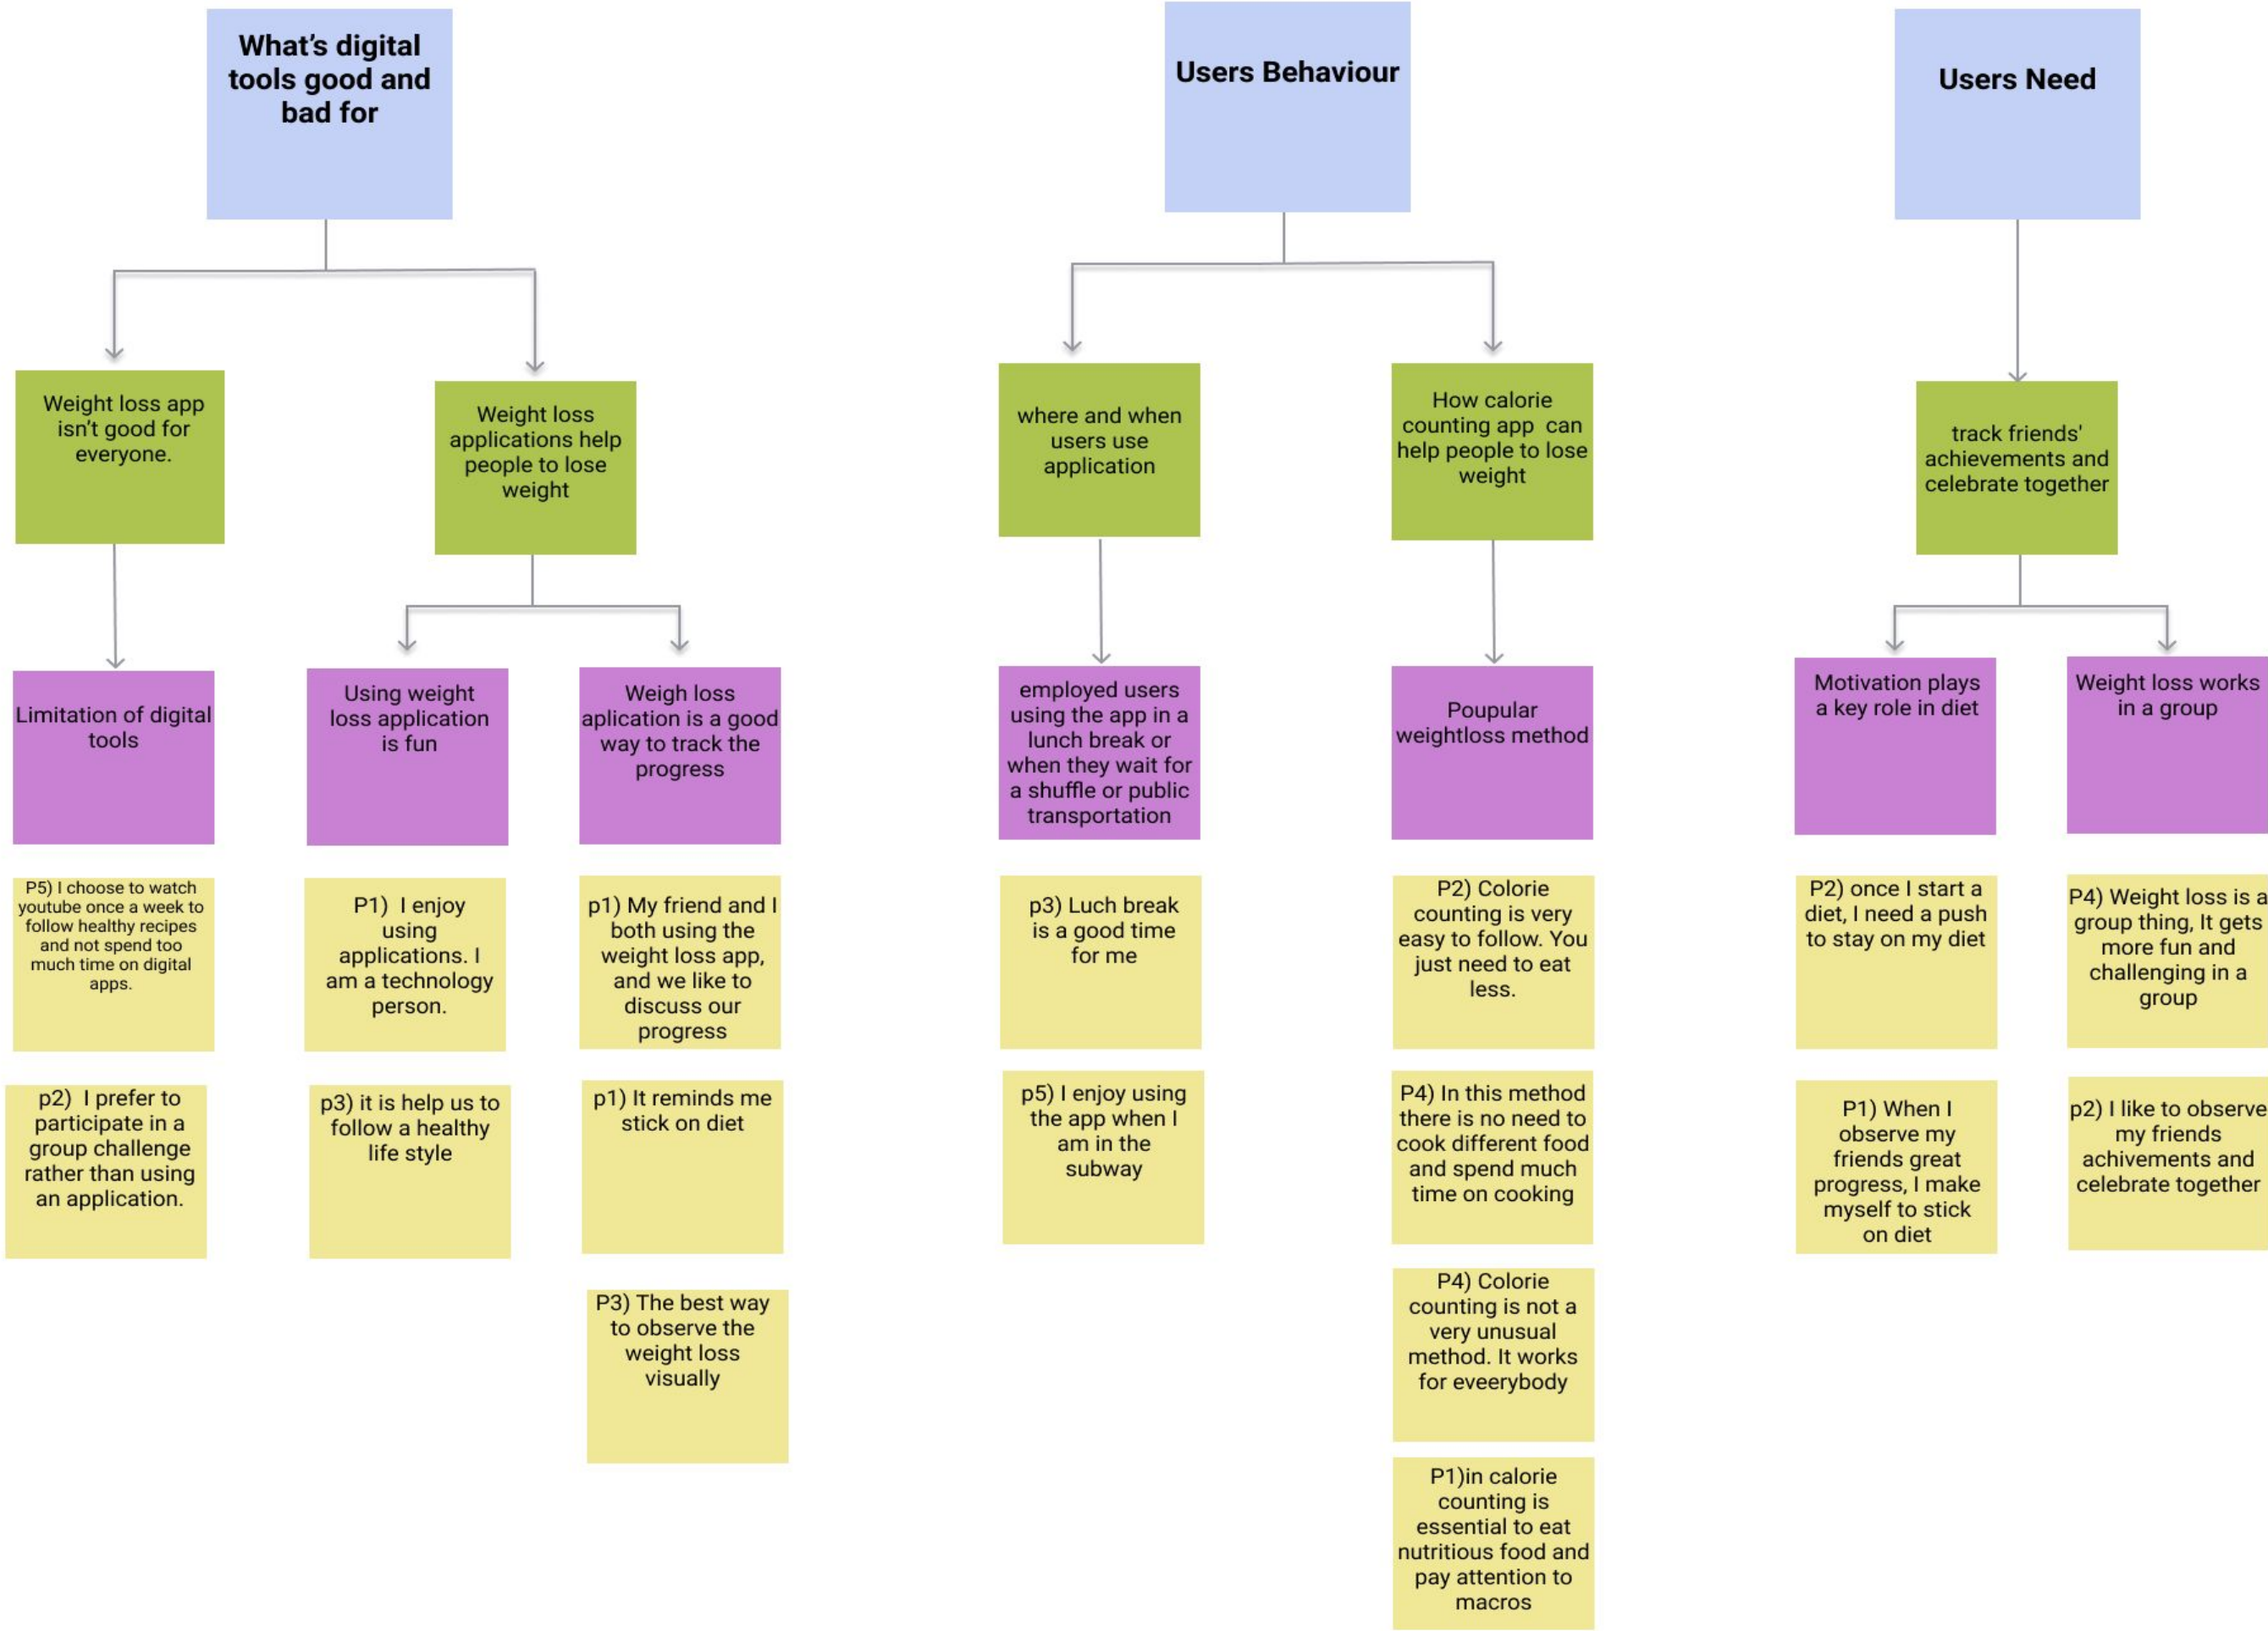 What's digital
tools good and
bad for
Users Behaviour
Users Need
Weight loss app
isn't good for
everyone.
Weight loss
applications help
people to lose
weight
where and when
users use
application
How calorie
counting app can
help people to lose
weight
track friends'
achievements and
celebrate together
Limitation of digital
tools
Using weight
loss application
is fun
Weigh loss
aplication is a good
way to track the
progress
employed users
using the app in a
lunch break or
when they wait for
a shuffle or public
transportation
Poupular
weightloss method
Motivation plays
a key role in diet
Weight loss works
in a group
P5) I choose to watch
youtube once a week to
follow healthy recipes
and not spend too
much time on digital
apps.
P1) I enjoy
using
applications. I
am a technology
person.
p1) My friend and I
both using the
weight loss app,
and we like to
discuss our
progress
p3) Luch break
is a good time
for me
P2) Colorie
counting is very
easy to follow. You
just need to eat
less.
P2) once I start a
diet, I need a push
to stay on my diet
P4) Weight loss is a
group thing, It gets
more fun and
challenging in a
group
p2) I prefer to
participate in a
group challenge
rather than using
an application.
p3) it is help us to
follow a healthy
life style
p1) It reminds me
stick on diet
p5) I enjoy using
the app when I
am in the
subway
P4) In this method
there is no need to
cook different food
and spend much
time on cooking
P1) When I
observe my
friends great
progress, I make
myself to stick
on diet
p2) I like to observe
my friends
achivements and
celebrate together
P3) The best way
to observe the
weight loss
visually
P4) Colorie
counting is not a
very unusual
method. It works
for eveerybody
P1)in calorie
counting is
essential to eat
nutritious food and
pay attention to
macros